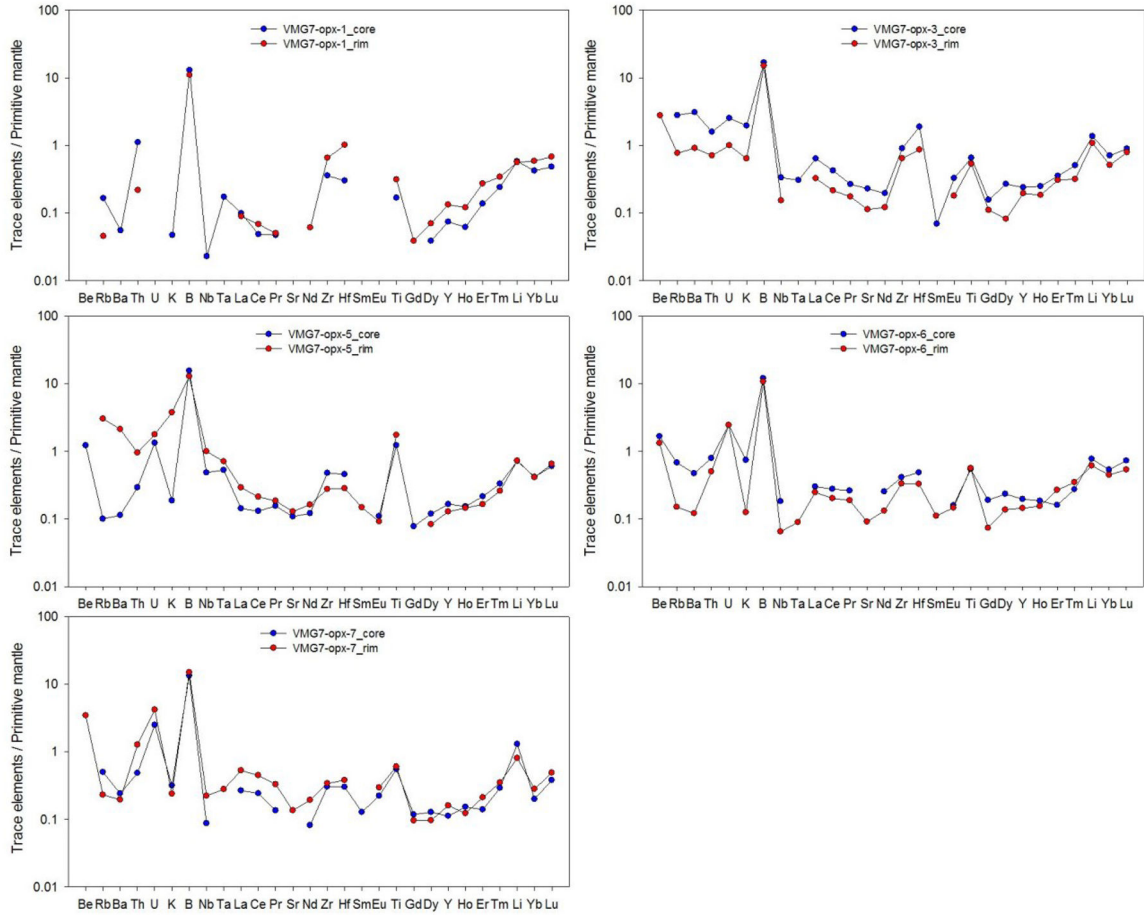 Trace elements / Primitive mantle
100
10
1
0.1
0.01
VMG7-opx-1_core
VMG7-opx-1_rim
Be Rb Ba Th U K B Nb Ta La Ce Pr Sr Nd Zr Hf Sm Eu Ti Gd Dy Y Ho Er Tm Li Yb Lu
Trace elements / Primitive mantle
100
10
1
0.1
0.01
VMG7-opx-3_core
VMG7-opx-3_rim
Be Rb Ba Th U K B Nb Ta La Ce Pr Sr Nd Zr Hf Sm Eu Ti Gd Dy Y Ho Er Tm Li Yb Lu
Trace elements / Primitive mantle
100
10
1
0.1
0.01
VMG7-opx-5_core
VMG7-opx-5_rim
Be Rb Ba Th U K B Nb Ta La Ce Pr Sr Nd Zr Hf Sm Eu Ti Gd Dy Y Ho Er Tm Li Yb Lu
Trace elements / Primitive mantle
100
10
1
0.1
0.01
VMG7-opx-6_core
VMG7-opx-6_rim
Be Rb Ba Th U K B Nb Ta La Ce Pr Sr Nd Zr Hf Sm Eu Ti Gd Dy Y Ho Er Tm Li Yb Lu
Trace elements / Primitive mantle
100
10
1
0.1
0.01
VMG7-opx-7_core
VMG7-opx-7_rim
Be Rb Ba Th U K B Nb Ta La Ce Pr Sr Nd Zr Hf Sm Eu Ti Gd Dy Y Ho Er Tm Li Yb Lu